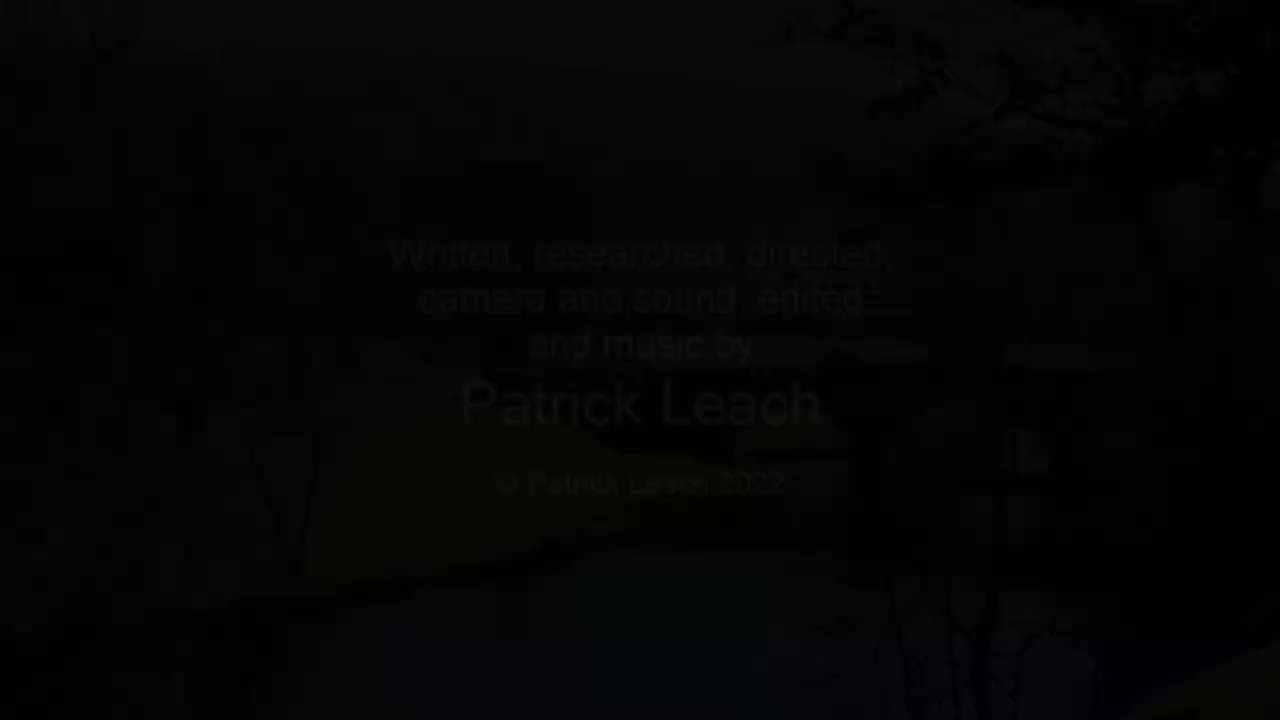 Written, researched, directed,
camera and sound, edited
and music by
Patrick Leach
© Patrick Leach 2022